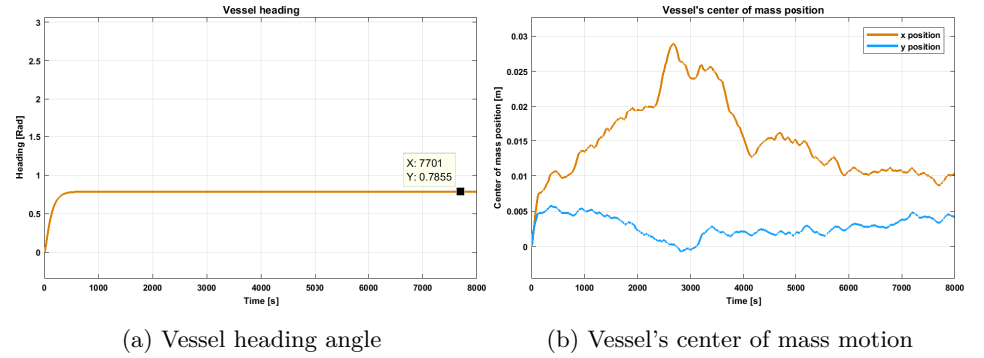 Vessel heading
3
2.5
2
1.5
1
0.5
0
Heading [Rad]
X: 7701
Y: 0.7855
0 1000 2000 3000 4000 5000 6000 7000 8000
Time [s]
(a) Vessel heading angle
Vessel's center of mass position
0.03
0.025
0.02
0.015
0.01
0.005
0
Center of mass position [m]
x position
y position
0 1000 2000 3000 4000 5000 6000 7000 8000
Time [s]
(b) Vessel's center of mass motion